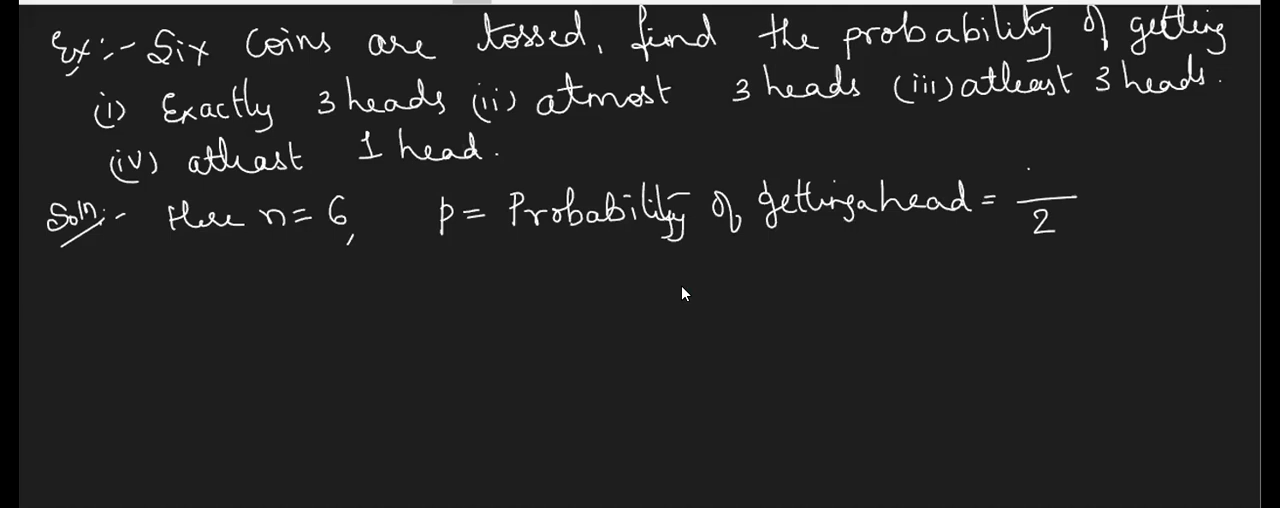 Ex:- Six coins are tossed, find the probability of getting
(i) Exactly 3 heads (ii) atmost 3 heads (iii) atleast 3 heads.
(iv) atleast 1 head.
Soln:- Here n = 6, p = Probability of getting a head = /2